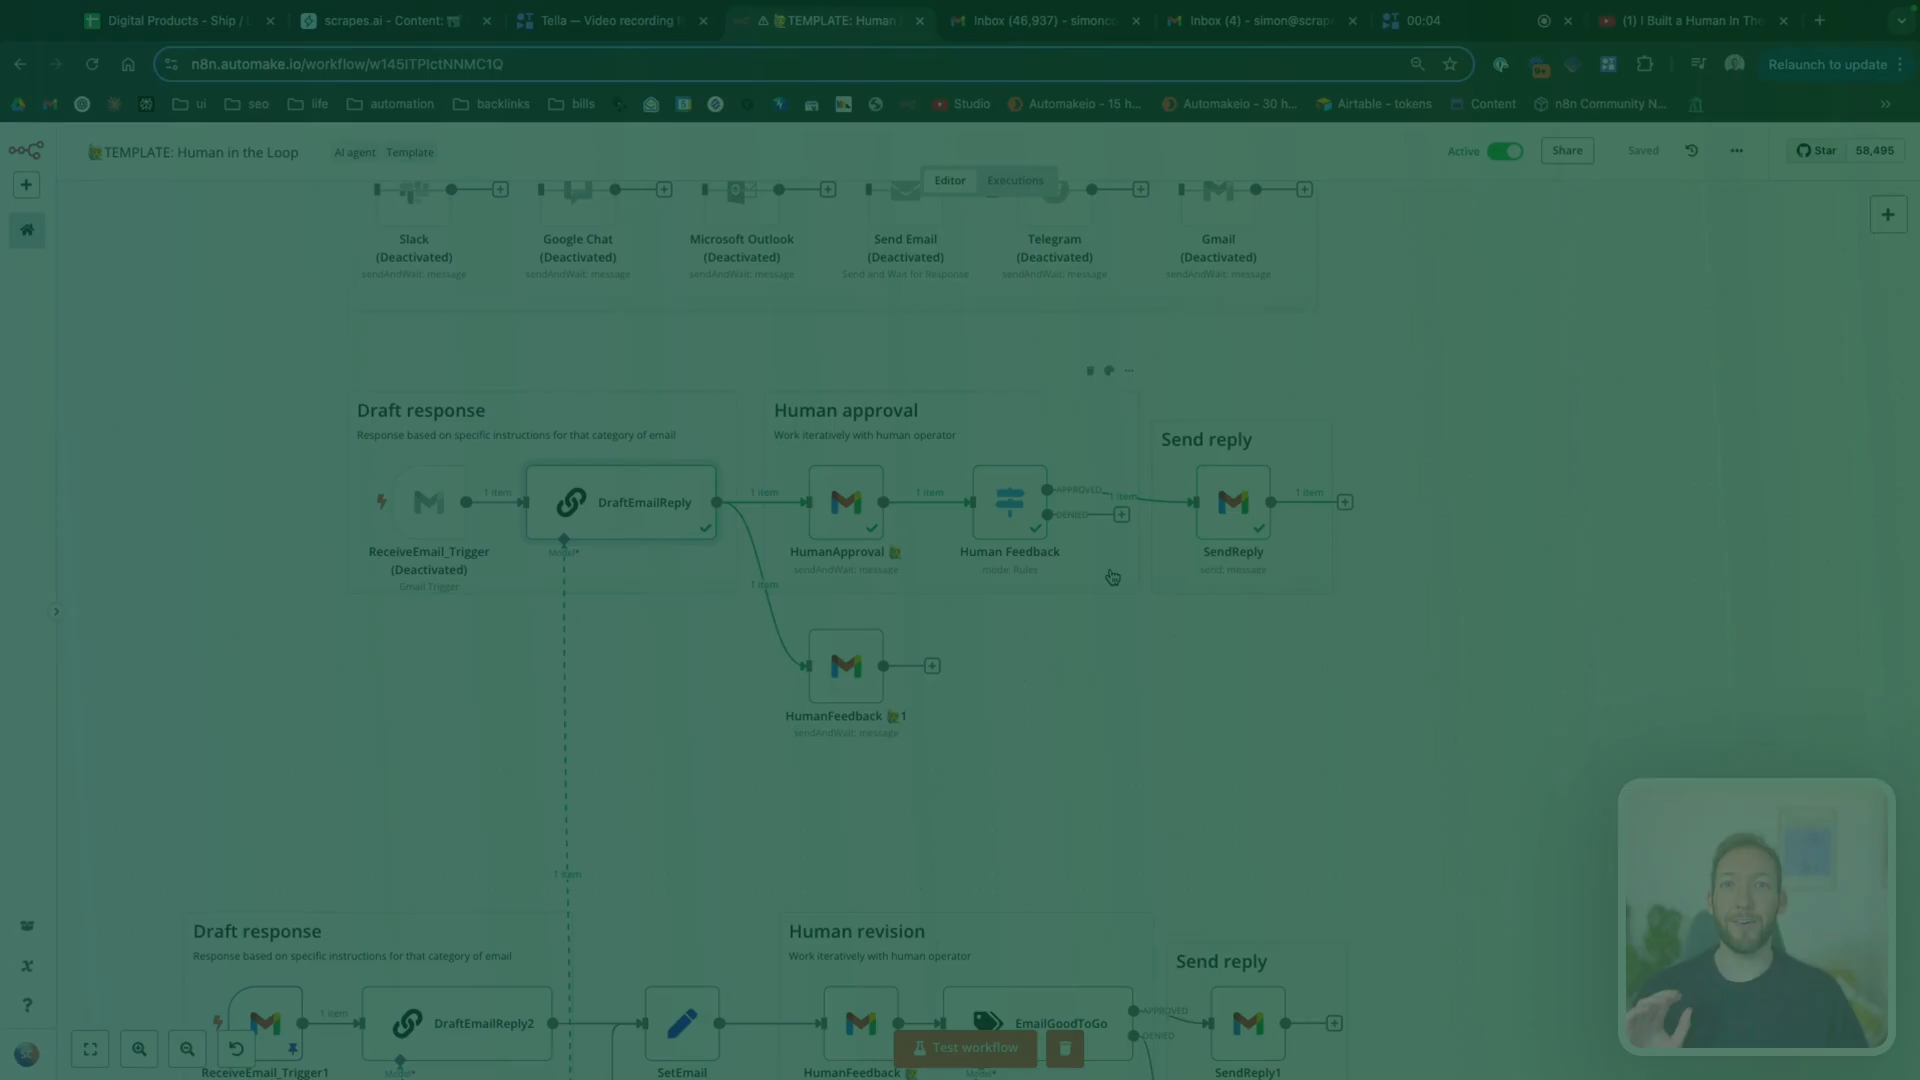 Digital Products - Ship / L
scrapes.ai - Content:
Tella — Video recording
TEMPLATE: Human
Inbox (46,937) - simonco
Inbox (4) - simon@scrap
00:04
(1) I Built a Human In The
n8n.automake.io/workflow/w145ITPIctNNMC1Q
Relaunch to update
ui
seo
life
automation
backlinks
bills
Studio
Automakeio - 15 h...
Automakeio - 30 h...
Airtable - tokens
Content
n8n Community N...
TEMPLATE: Human in the Loop
AI agent
Template
Active
Share
Saved
Star
58,495
Editor
Executions
Slack
(Deactivated)
sendAndWait: message
Google Chat
(Deactivated)
sendAndWait: message
Microsoft Outlook
(Deactivated)
sendAndWait: message
Send Email
(Deactivated)
Send and Wait for Response
Telegram
(Deactivated)
sendAndWait: message
Gmail
(Deactivated)
sendAndWait: message
Draft response
Response based on specific instructions for that category of email
Human approval
Work iteratively with human operator
Send reply
1 item
DraftEmailReply
1 item
1 item
APPROVED
1 item
DENIED
1 item
ReceiveEmail_Trigger
(Deactivated)
Gmail Trigger
Model*
HumanApproval
sendAndWait: message
Human Feedback
mode: Rules
SendReply
send: message
1 item
HumanFeedback 1
sendAndWait: message
1 item
Draft response
Response based on specific instructions for that category of email
Human revision
Work iteratively with human operator
Send reply
1 item
DraftEmailReply2
EmailGoodToGo
APPROVED
DENIED
Test workflow
ReceiveEmail_Trigger1
Model*
SetEmail
HumanFeedback
Model*
SendReply1